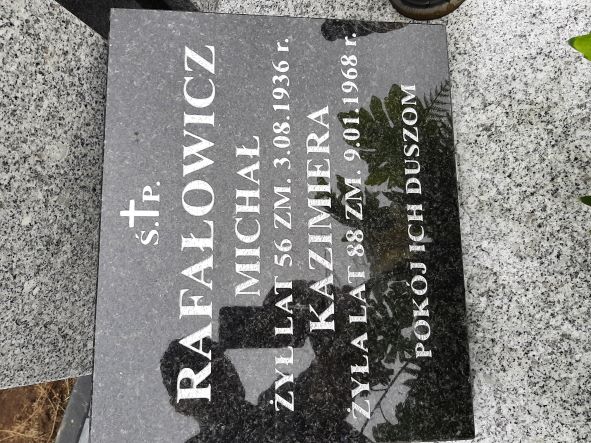 Ś.†P.
RAFAŁOWICZ
MICHAŁ
ŻYŁ LAT 56 ZM. 3.08.1936 r.
KAZIMIERA
ŻYŁA LAT 88 ZM. 9.01 1968 r.
POKÓJ ICH DUSZOM